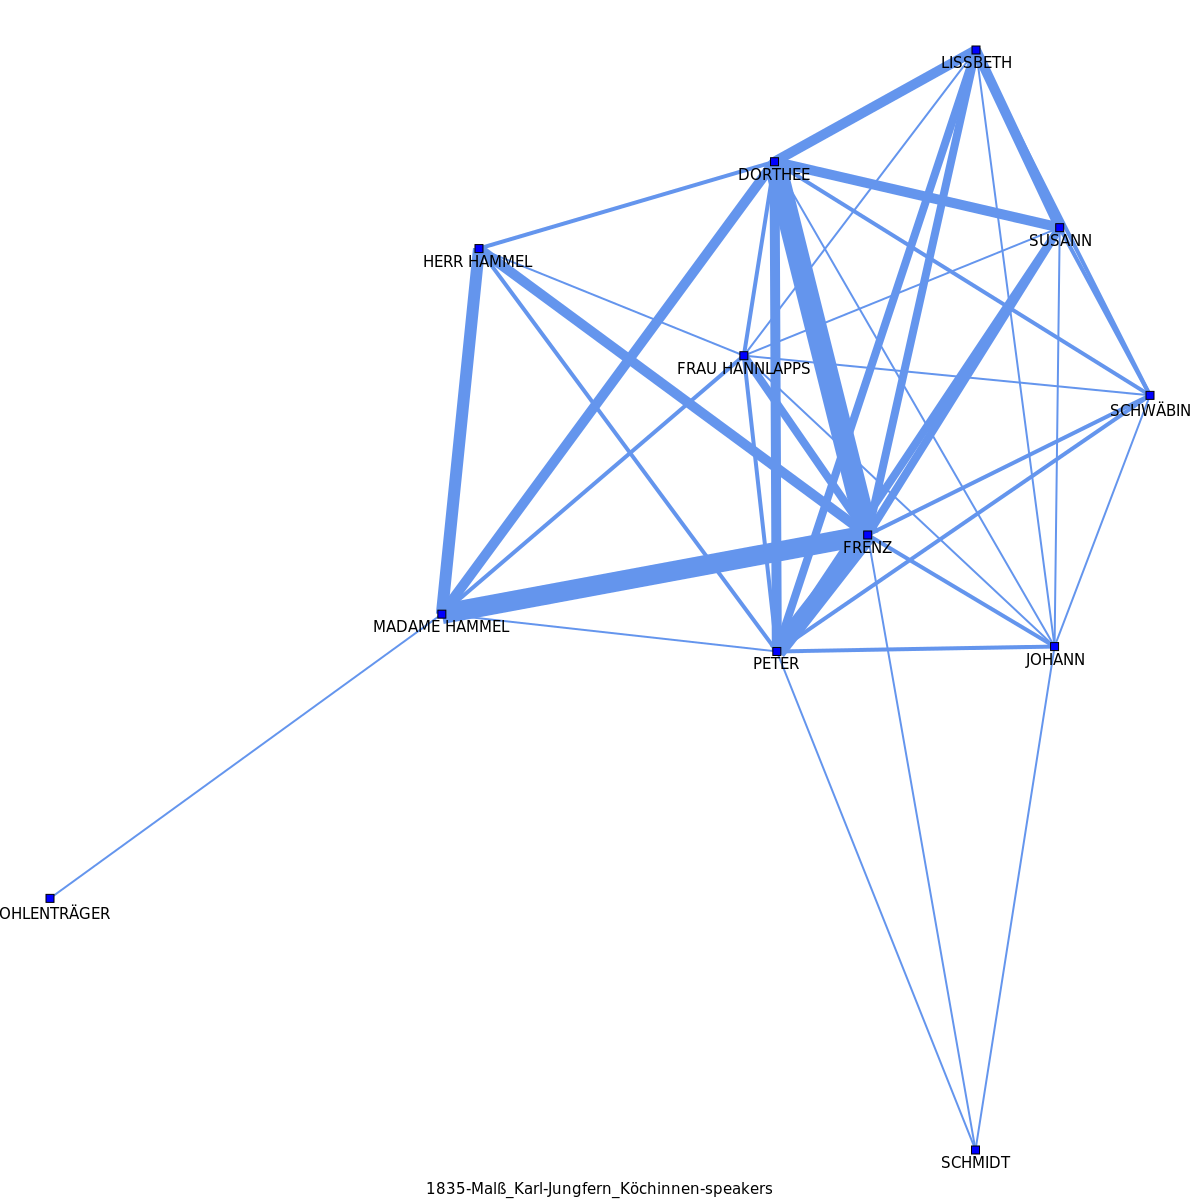 LISSBETH
DORTHEE
SUSANN
HERR HAMMEL
FRAU HANNLAPPS
SCHWÄBIN
FRENZ
MADAME HAMMEL
PETER
JOHANN
OHLENTRÄGER
SCHMIDT
1835-Malß_Karl-Jungfern_Köchinnen-speakers